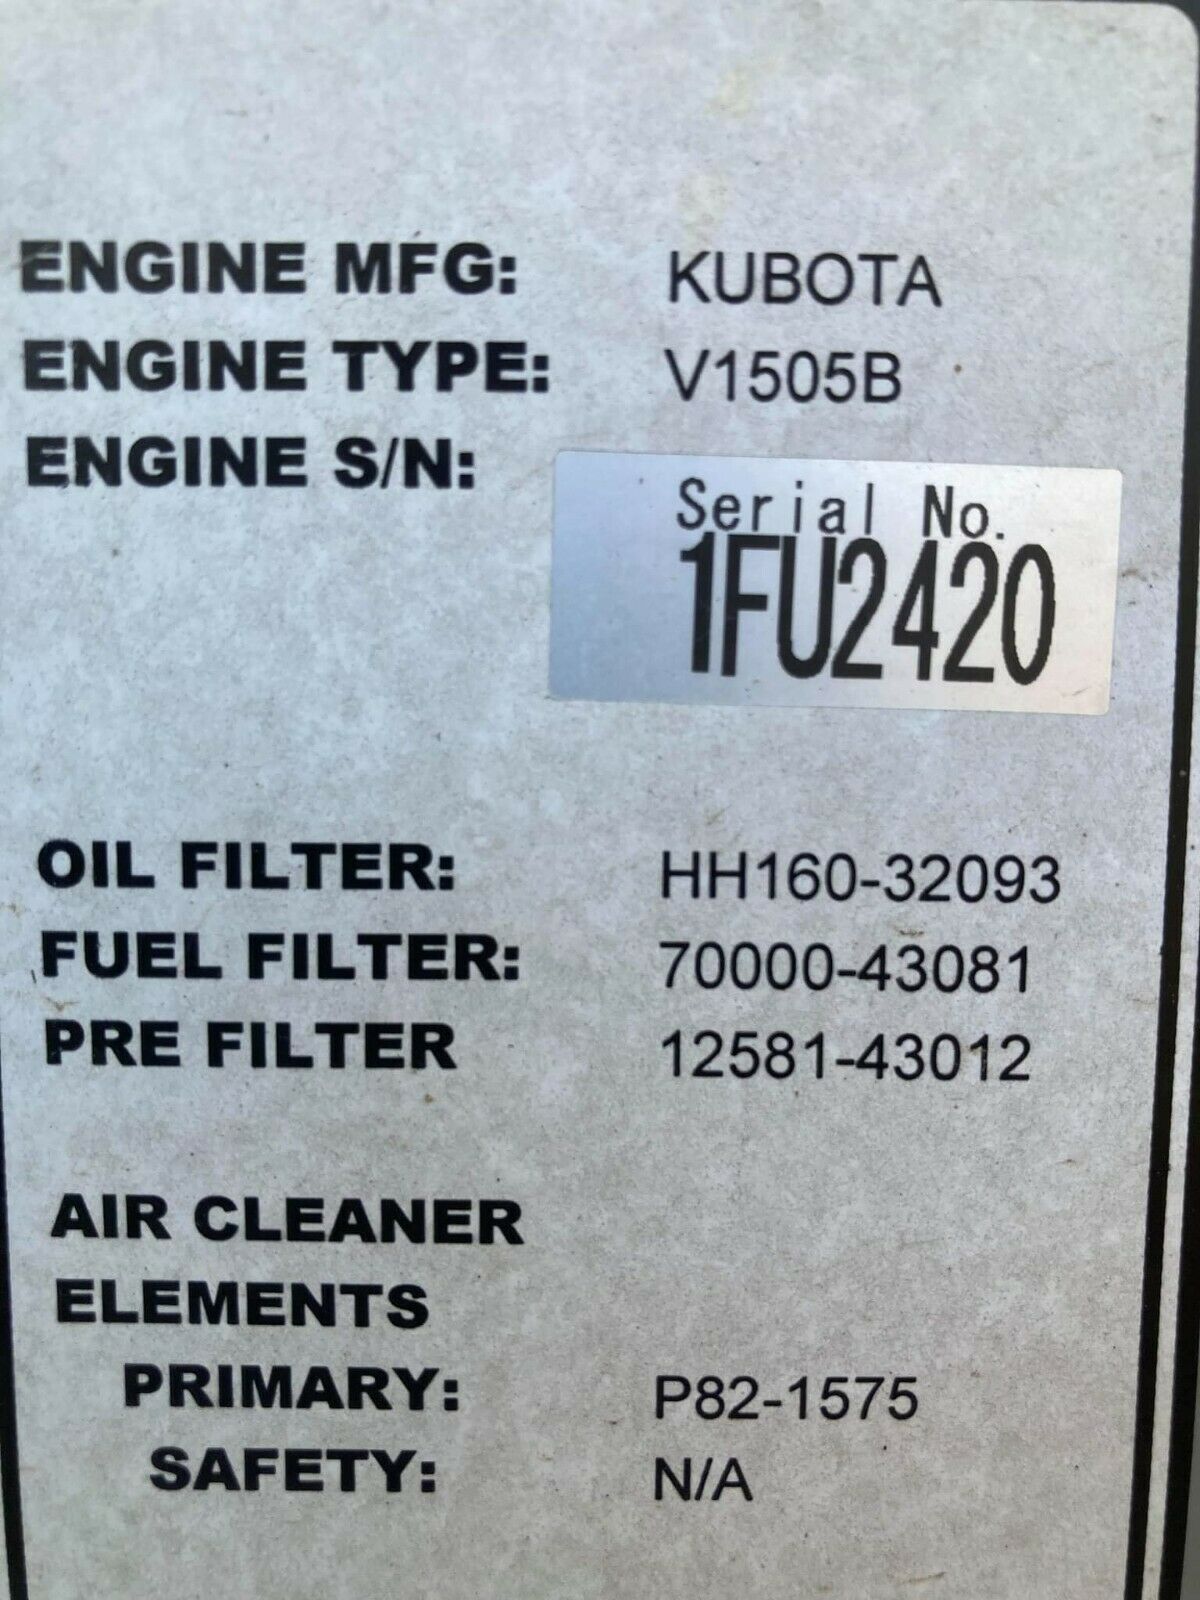 ENGINE MFG: KUBOTA
ENGINE TYPE: V1505B
ENGINE S/N:
Serial No.
1FU2420
OIL FILTER: HH160-32093
FUEL FILTER: 70000-43081
PRE FILTER 12581-43012
AIR CLEANER
ELEMENTS
PRIMARY: P82-1575
SAFETY: N/A